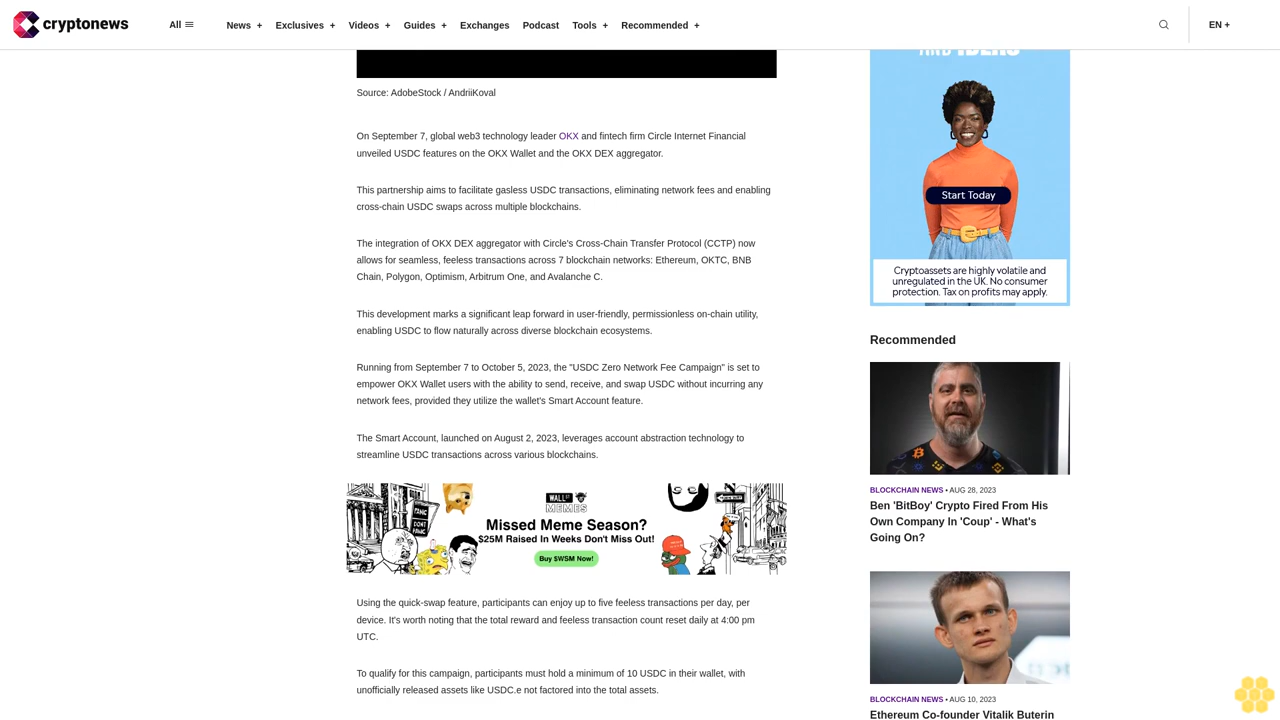 cryptonews
All
News +
Exclusives +
Videos +
Guides +
Exchanges
Podcast
Tools +
Recommended +
EN +
Source: AdobeStock / AndriiKoval
On September 7, global web3 technology leader OKX and fintech firm Circle Internet Financial
unveiled USDC features on the OKX Wallet and the OKX DEX aggregator.
This partnership aims to facilitate gasless USDC transactions, eliminating network fees and enabling
cross-chain USDC swaps across multiple blockchains.
The integration of OKX DEX aggregator with Circle's Cross-Chain Transfer Protocol (CCTP) now
allows for seamless, feeless transactions across 7 blockchain networks: Ethereum, OKTC, BNB
Chain, Polygon, Optimism, Arbitrum One, and Avalanche C.
This development marks a significant leap forward in user-friendly, permissionless on-chain utility,
enabling USDC to flow naturally across diverse blockchain ecosystems.
Running from September 7 to October 5, 2023, the "USDC Zero Network Fee Campaign" is set to
empower OKX Wallet users with the ability to send, receive, and swap USDC without incurring any
network fees, provided they utilize the wallet's Smart Account feature.
The Smart Account, launched on August 2, 2023, leverages account abstraction technology to
streamline USDC transactions across various blockchains.
PANIC
DON'T
PANIC
WALL ST
MEMES
Missed Meme Season?
$25M Raised In Weeks Don't Miss Out!
Buy $WSM Now!
Using the quick-swap feature, participants can enjoy up to five feeless transactions per day, per
device. It's worth noting that the total reward and feeless transaction count reset daily at 4:00 pm
UTC.
To qualify for this campaign, participants must hold a minimum of 10 USDC in their wallet, with
unofficially released assets like USDC.e not factored into the total assets.
Start Today
Cryptoassets are highly volatile and
unregulated in the UK. No consumer
protection. Tax on profits may apply.
Recommended
BLOCKCHAIN NEWS • AUG 28, 2023
Ben 'BitBoy' Crypto Fired From His
Own Company In 'Coup' - What's
Going On?
BLOCKCHAIN NEWS • AUG 10, 2023
Ethereum Co-founder Vitalik Buterin